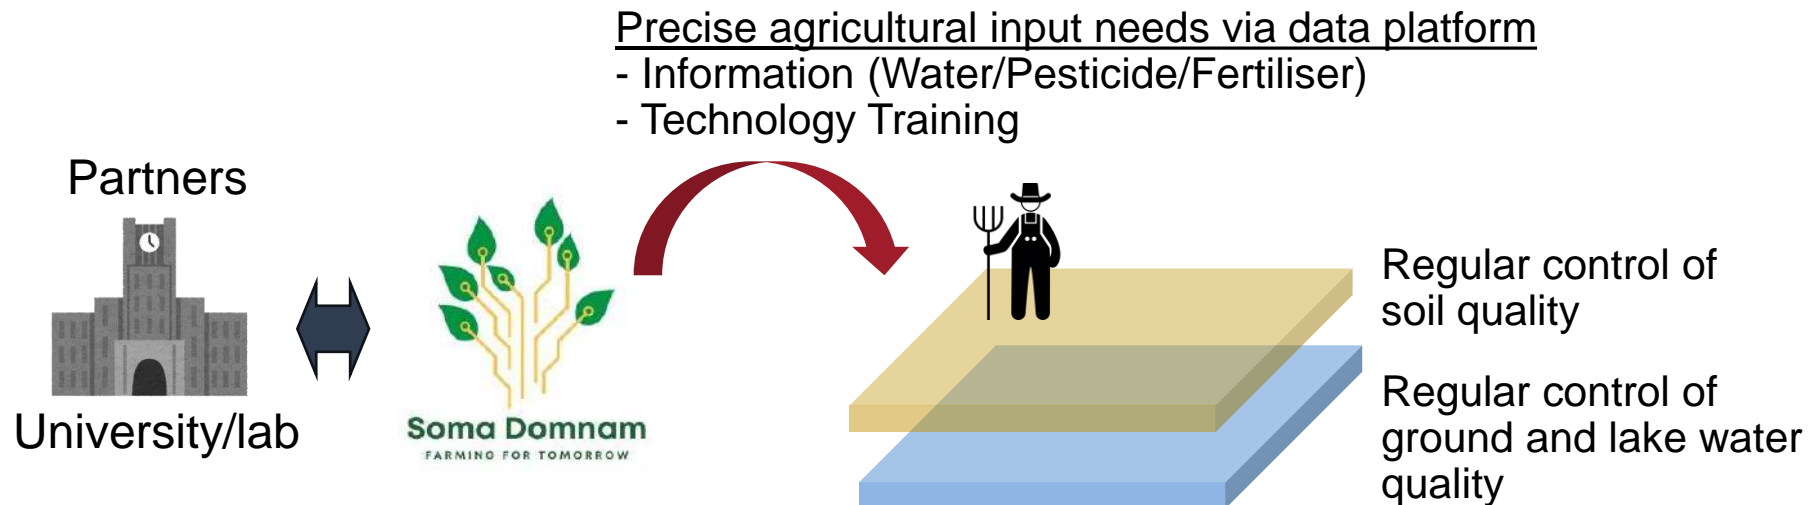 Precise agricultural input needs via data platform
- Information (Water/Pesticide/Fertiliser)
- Technology Training
Partners
University/lab
Soma Domnam
FARMING FOR TOMORROW
Regular control of
soil quality
Regular control of
ground and lake water
quality